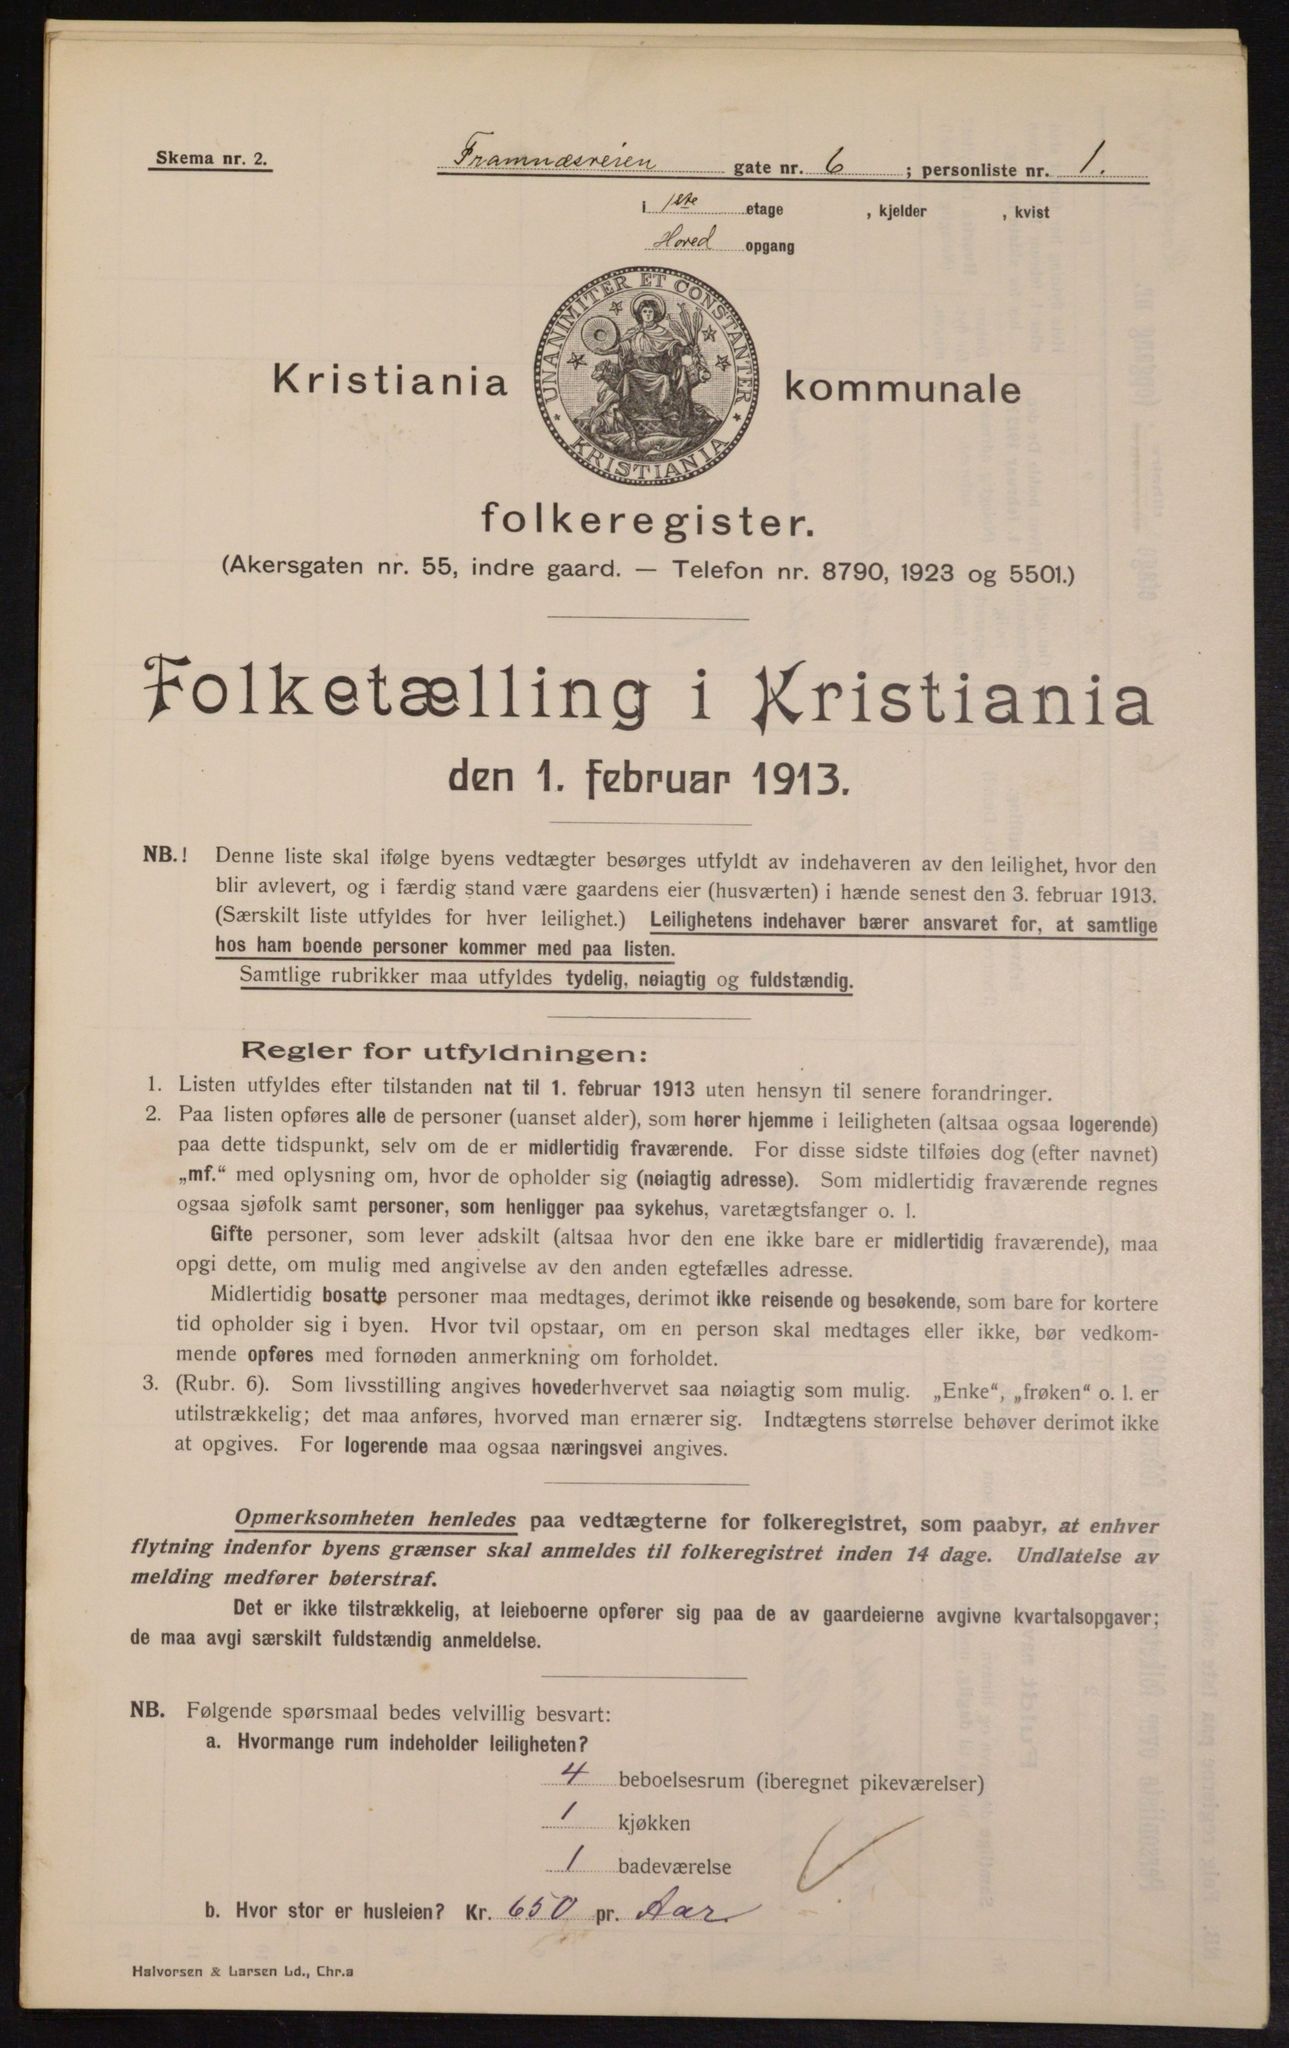 Skema nr. 2.
Framnæsveien gate nr. 6 ; personliste nr. 1.
i 1ste etage , kjelder , kvist
Hoved opgang
UNANIMITER ET CONSTANTER
KRISTIANIA
Kristiania kommunale
folkeregister.
(Akersgaten nr. 55, indre gaard. — Telefon nr. 8790, 1923 og 5501.)
Folketælling i Kristiania
den 1. februar 1913.
NB.! Denne liste skal ifølge byens vedtægter besørges utfyldt av indehaveren av den leilighet, hvor den
blir avlevert, og i færdig stand være gaardens eier (husværten) i hænde senest den 3. februar 1913.
(Særskilt liste utfyldes for hver leilighet.) Leilighetens indehaver bærer ansvaret for, at samtlige
hos ham boende personer kommer med paa listen.
Samtlige rubrikker maa utfyldes tydelig, nøiagtig og fuldstændig.
Regler for utfyldningen:
1. Listen utfyldes efter tilstanden nat til 1. februar 1913 uten hensyn til senere forandringer.
2. Paa listen opføres alle de personer (uanset alder), som hører hjemme i leiligheten (altsaa ogsaa logerende)
paa dette tidspunkt, selv om de er midlertidig fraværende. For disse sidste tilføies dog (efter navnet)
„mf.“ med oplysning om, hvor de opholder sig (nøiagtig adresse). Som midlertidig fraværende regnes
ogsaa sjøfolk samt personer, som henligger paa sykehus, varetægtsfanger o. l.
Gifte personer, som lever adskilt (altsaa hvor den ene ikke bare er midlertidig fraværende), maa
opgi dette, om mulig med angivelse av den anden egtefælles adresse.
Midlertidig bosatte personer maa medtages, derimot ikke reisende og besøkende, som bare for kortere
tid opholder sig i byen. Hvor tvil opstaar, om en person skal medtages eller ikke, bør vedkom-
mende opføres med fornøden anmerkning om forholdet.
3. (Rubr. 6). Som livsstilling angives hovederhvervet saa nøiagtig som mulig. „Enke“, „frøken“ o. l. er
utilstrækkelig; det maa anføres, hvorved man ernærer sig. Indtægtens størrelse behøver derimot ikke
at opgives. For logerende maa ogsaa næringsvei angives.
Opmerksomheten henledes paa vedtægterne for folkeregistret, som paabyr, at enhver
flytning indenfor byens grænser skal anmeldes til folkeregistret inden 14 dage. Undlatelse av
melding medfører bøterstraf.
Det er ikke tilstrækkelig, at leieboerne opfører sig paa de av gaardeierne avgivne kvartalsopgaver;
de maa avgi særskilt fuldstændig anmeldelse.
NB. Følgende spørsmaal bedes velvillig besvart:
a. Hvormange rum indeholder leiligheten?
4 beboelsesrum (iberegnet pikeværelser)
1 kjøkken
1 badeværelse
b. Hvor stor er husleien? Kr. 650 pr. Aar
Halvorsen & Larsen Ld., Chr.a